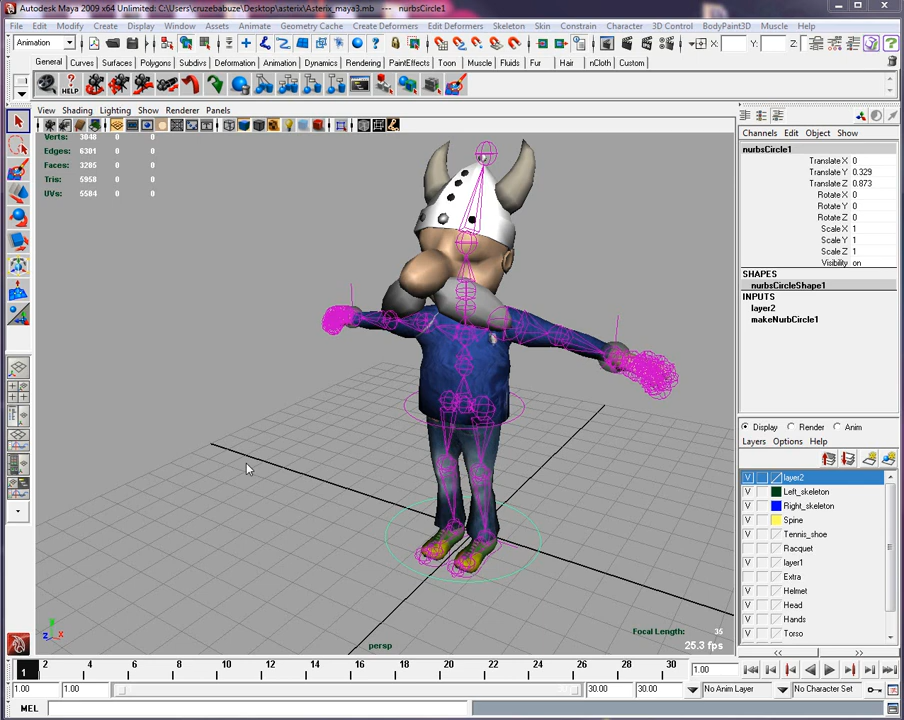 Autodesk Maya 2009 x64 Unlimited: C:\Users\cruzebabuze\Desktop\asterix\Asterix_maya3.mb --- nurbsCircle1
File Edit Modify Create Display Window Assets Animate Geometry Cache Create Deformers Edit Deformers Skeleton Skin Constrain Character 3D Control BodyPaint3D Muscle Help
Animation X: Y: Z:
General Curves Surfaces Polygons Subdivs Deformation Animation Dynamics Rendering PaintEffects Toon Muscle Fluids Fur Hair nCloth Custom
HELP
View Shading Lighting Show Renderer Panels
Verts: 3048 0 0
Edges: 6301 0 0
Faces: 3285 0 0
Tris: 5958 0 0
UVs: 5584 0 0
Channels Edit Object Show
nurbsCircle1
Translate X 0
Translate Y 0.329
Translate Z 0.873
Rotate X 0
Rotate Y 0
Rotate Z 0
Scale X 1
Scale Y 1
Scale Z 1
Visibility on
SHAPES
nurbsCircleShape1
INPUTS
layer2
makeNurbCircle1
Display Render Anim
Layers Options Help
V layer2
V Left_skeleton
V Right_skeleton
V Spine
V Tennis_shoe
Racquet
V layer1
Extra
V Helmet
V Head
V Hands
V Torso
y
z x
persp
Focal Length: 35
25.3 fps
1 2 4 6 8 10 12 14 16 18 20 22 24 26 28 30 1.00
1.00 1.00 30.00 30.00 No Anim Layer No Character Set
MEL